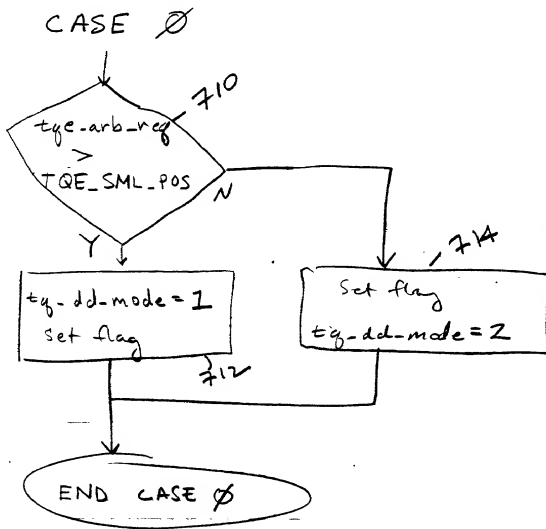 CASE Ø
710
tqe-arb-req
>
TQE_SML_POS
N
Y
714
tq-dd-mode = 1
set flag
712
Set flag
tq-dd-mode = 2
END CASE Ø